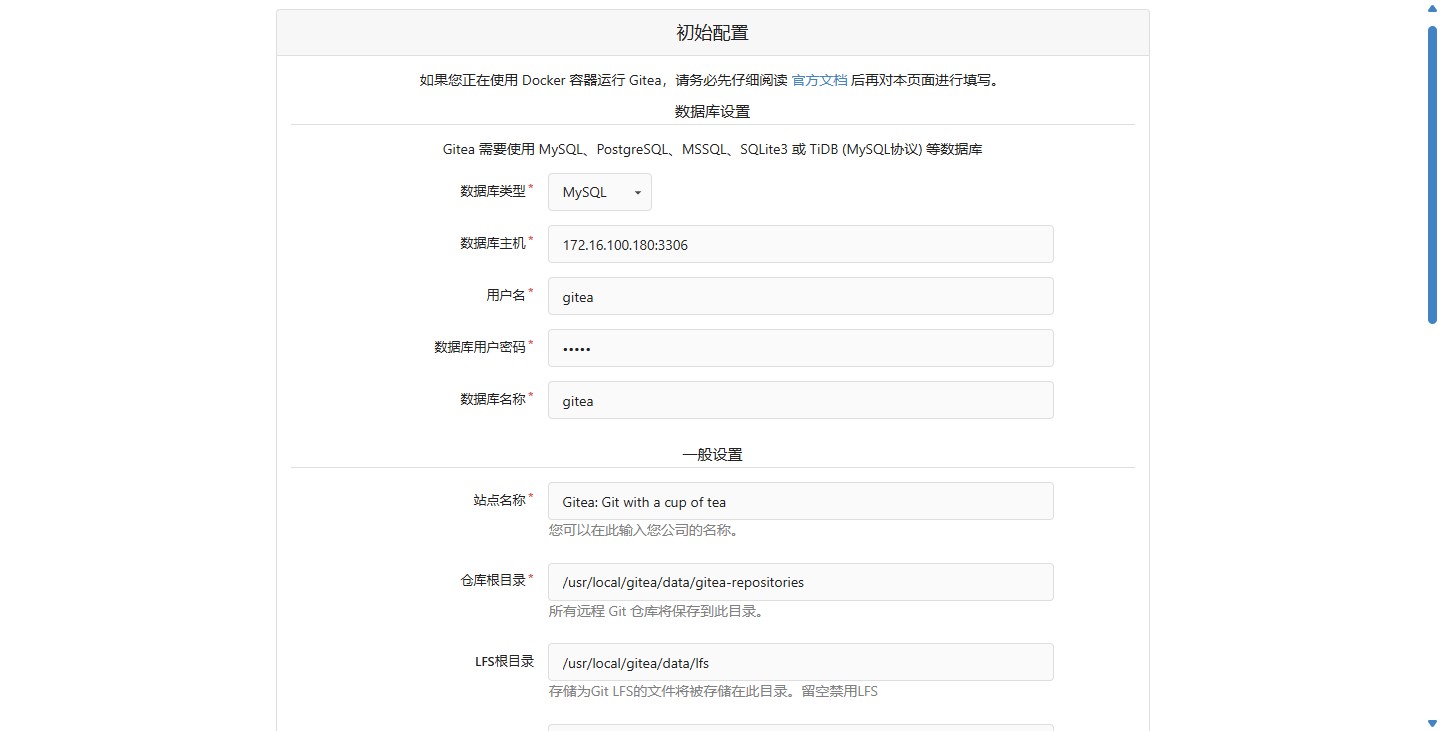 初始配置
如果您正在使用 Docker 容器运行 Gitea，请务必先仔细阅读 官方文档 后再对本页面进行填写。
数据库设置
Gitea 需要使用 MySQL、PostgreSQL、MSSQL、SQLite3 或 TiDB (MySQL协议) 等数据库
数据库类型* MySQL
数据库主机* 172.16.100.180:3306
用户名* gitea
数据库用户密码* •••••
数据库名称* gitea
一般设置
站点名称* Gitea: Git with a cup of tea
您可以在此输入您公司的名称。
仓库根目录* /usr/local/gitea/data/gitea-repositories
所有远程 Git 仓库将保存到此目录。
LFS根目录 /usr/local/gitea/data/lfs
存储为Git LFS的文件将被存储在此目录。留空禁用LFS